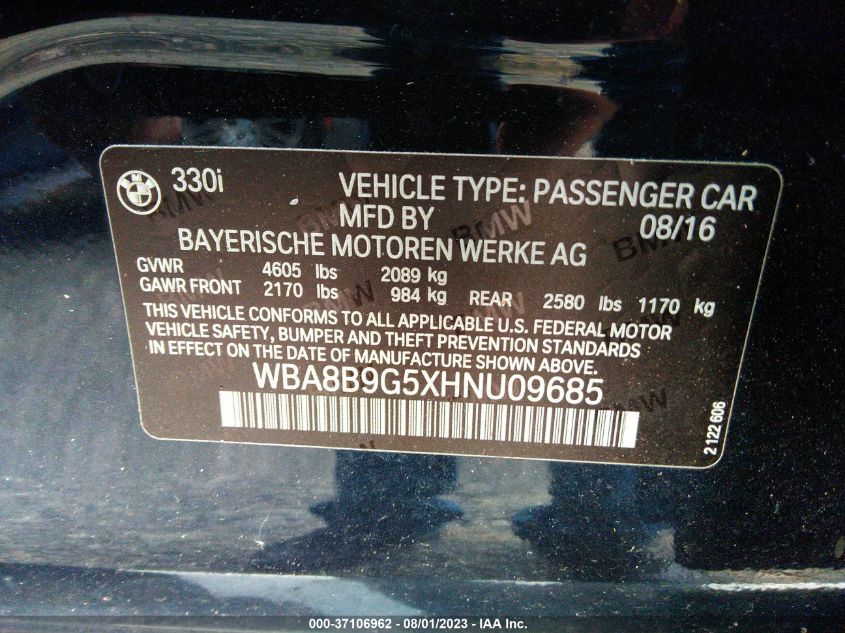 BMW 330i VEHICLE TYPE: PASSENGER CAR
MFD BY 08/16
BAYERISCHE MOTOREN WERKE AG
GVWR 4605 lbs 2089 kg
GAWR FRONT 2170 lbs 984 kg REAR 2580 lbs 1170 kg
THIS VEHICLE CONFORMS TO ALL APPLICABLE U.S. FEDERAL MOTOR
VEHICLE SAFETY, BUMPER AND THEFT PREVENTION STANDARDS
IN EFFECT ON THE DATE OF MANUFACTURE SHOWN ABOVE.
WBA8B9G5XHNU09685
2 122 606
000-37106962 - 08/01/2023 - IAA Inc.